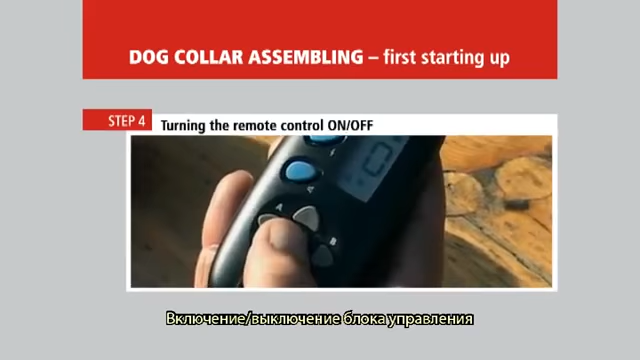 DOG COLLAR ASSEMBLING – first starting up
STEP 4
Turning the remote control ON/OFF
A
Включение/выключение блока управления